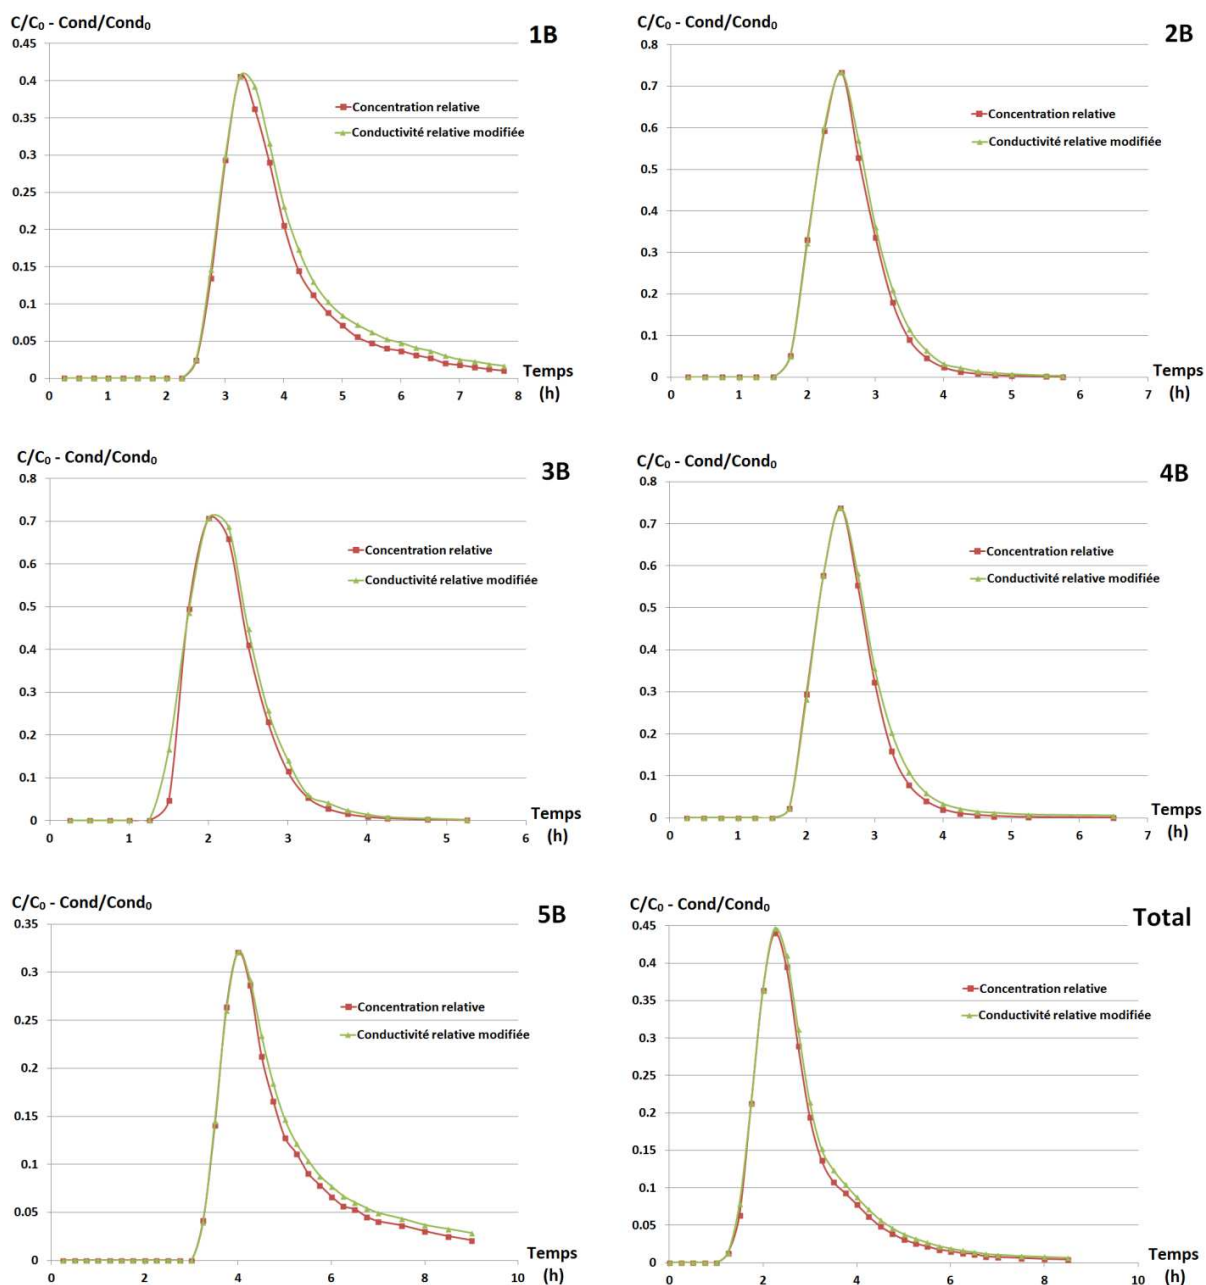 C/C₀ - Cond/Cond₀
1B
0.45
0.4
0.35
0.3
0.25
0.2
0.15
0.1
0.05
0
Concentration relative
Conductivité relative modifiée
0 1 2 3 4 5 6 7 8
Temps
(h)
C/C₀ - Cond/Cond₀
2B
0.8
0.7
0.6
0.5
0.4
0.3
0.2
0.1
0
Concentration relative
Conductivité relative modifiée
0 1 2 3 4 5 6 7
Temps
(h)
C/C₀ - Cond/Cond₀
3B
0.8
0.7
0.6
0.5
0.4
0.3
0.2
0.1
0
Concentration relative
Conductivité relative modifiée
0 1 2 3 4 5 6
Temps
(h)
C/C₀ - Cond/Cond₀
4B
0.8
0.7
0.6
0.5
0.4
0.3
0.2
0.1
0
Concentration relative
Conductivité relative modifiée
0 1 2 3 4 5 6 7
Temps
(h)
C/C₀ - Cond/Cond₀
5B
0.35
0.3
0.25
0.2
0.15
0.1
0.05
0
Concentration relative
Conductivité relative modifiée
0 2 4 6 8 10
Temps
(h)
C/C₀ - Cond/Cond₀
Total
0.45
0.4
0.35
0.3
0.25
0.2
0.15
0.1
0.05
0
Concentration relative
Conductivité relative modifiée
0 2 4 6 8 10
Temps
(h)